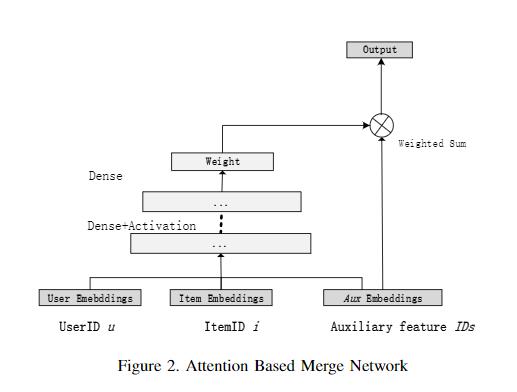 Output
Weighted Sum
Weight
Dense
...
Dense+Activation
...
User Emebddings
Item Embeddings
Aux Embeddings
UserID u
ItemID i
Auxiliary feature IDs
Figure 2. Attention Based Merge Network